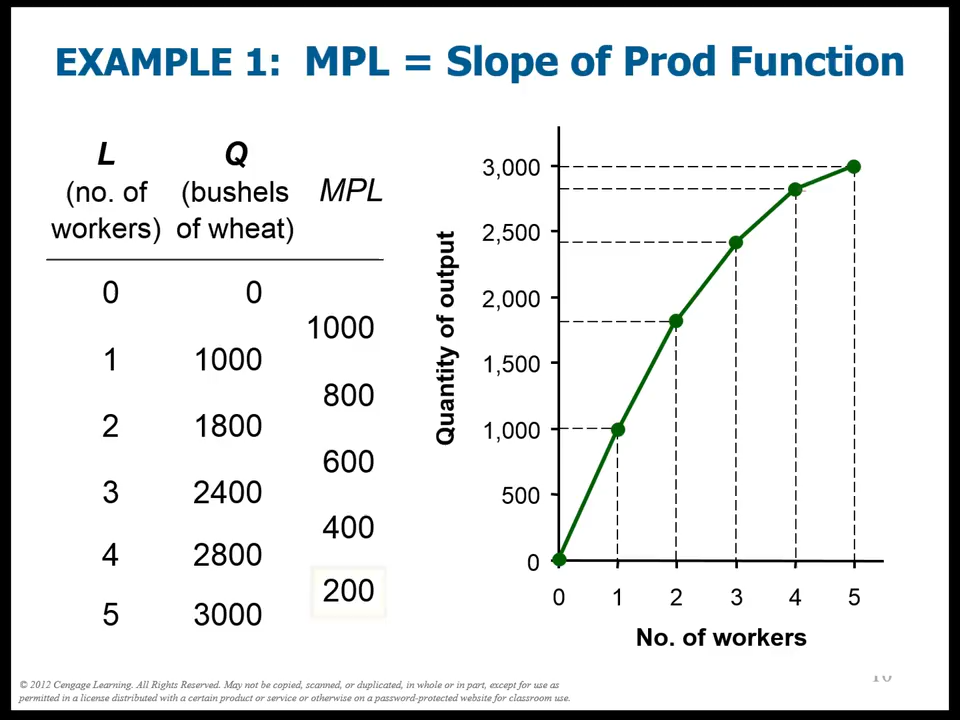 EXAMPLE 1: MPL = Slope of Prod Function
L
(no. of
workers)
Q
(bushels
of wheat)
MPL
0 0
1000
1 1000
800
2 1800
600
3 2400
400
4 2800
200
5 3000
Quantity of output
3,000
2,500
2,000
1,500
1,000
500
0
0 1 2 3 4 5
No. of workers
© 2012 Cengage Learning. All Rights Reserved. May not be copied, scanned, or duplicated, in whole or in part, except for use as
permitted in a license distributed with a certain product or service or otherwise on a password-protected website for classroom use.